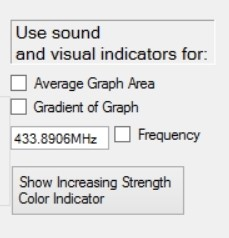 Use sound
and visual indicators for:
Average Graph Area
Gradient of Graph
433.8906MHz Frequency
Show Increasing Strength
Color Indicator